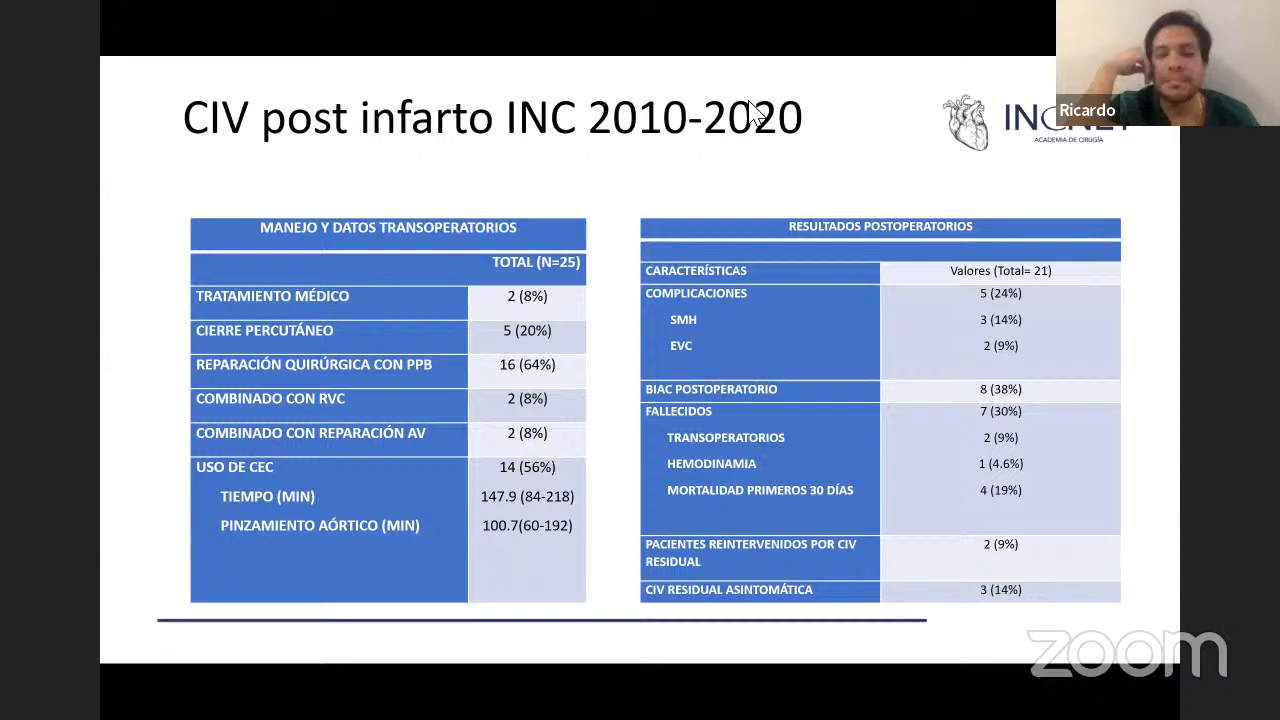 CIV post infarto INC 2010-2020
ACADEMIA DE CIRUGÍA
Ricardo
MANEJO Y DATOS TRANSOPERATORIOS
TOTAL (N=25)
TRATAMIENTO MÉDICO 2 (8%)
CIERRE PERCUTÁNEO 5 (20%)
REPARACIÓN QUIRÚRGICA CON PPB 16 (64%)
COMBINADO CON RVC 2 (8%)
COMBINADO CON REPARACIÓN AV 2 (8%)
USO DE CEC 14 (56%)
TIEMPO (MIN) 147.9 (84-218)
PINZAMIENTO AÓRTICO (MIN) 100.7(60-192)
RESULTADOS POSTOPERATORIOS
CARACTERÍSTICAS Valores (Total= 21)
COMPLICACIONES 5 (24%)
SMH 3 (14%)
EVC 2 (9%)
BIAC POSTOPERATORIO 8 (38%)
FALLECIDOS 7 (30%)
TRANSOPERATORIOS 2 (9%)
HEMODINAMIA 1 (4.6%)
MORTALIDAD PRIMEROS 30 DÍAS 4 (19%)
PACIENTES REINTERVENIDOS POR CIV 2 (9%)
RESIDUAL
CIV RESIDUAL ASINTOMÁTICA 3 (14%)
zoom